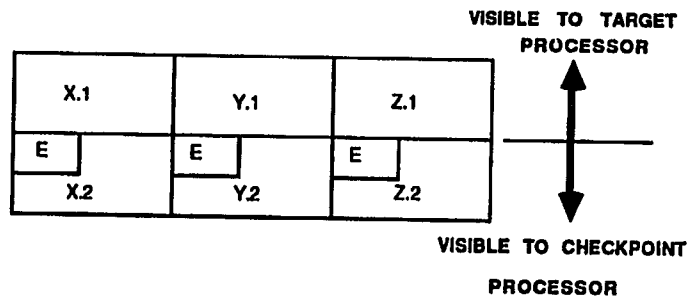 VISIBLE TO TARGET
PROCESSOR
X.1 Y.1 Z.1
E E E
X.2 Y.2 Z.2
VISIBLE TO CHECKPOINT
PROCESSOR